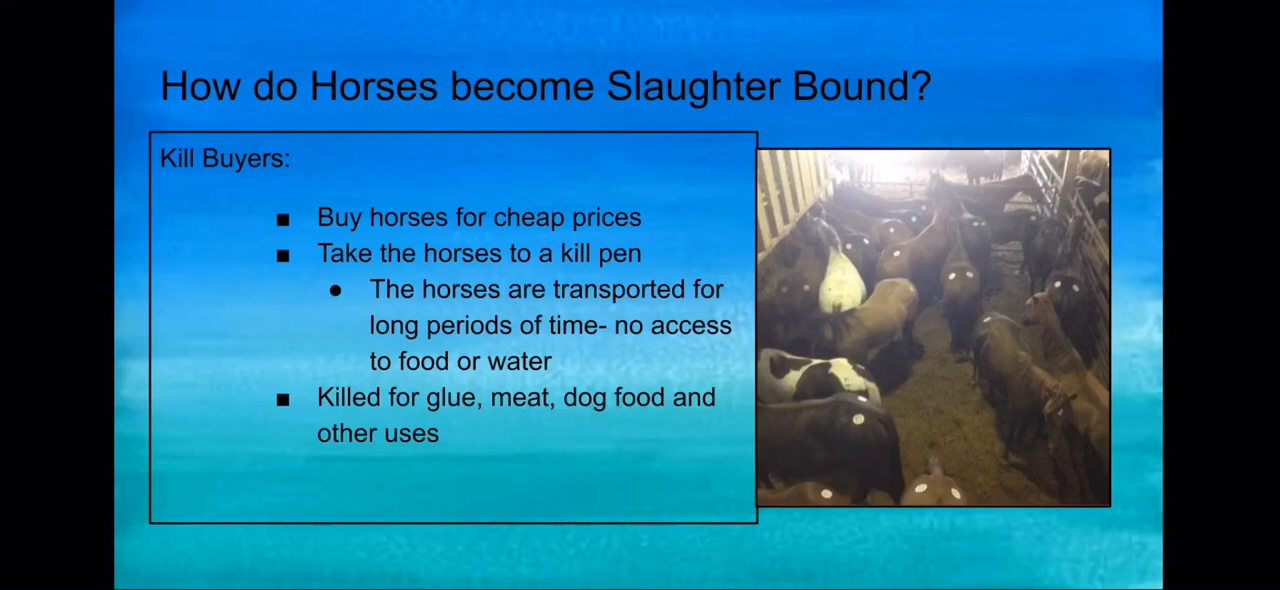 How do Horses become Slaughter Bound?
Kill Buyers:
■ Buy horses for cheap prices
■ Take the horses to a kill pen
● The horses are transported for
long periods of time- no access
to food or water
■ Killed for glue, meat, dog food and
other uses